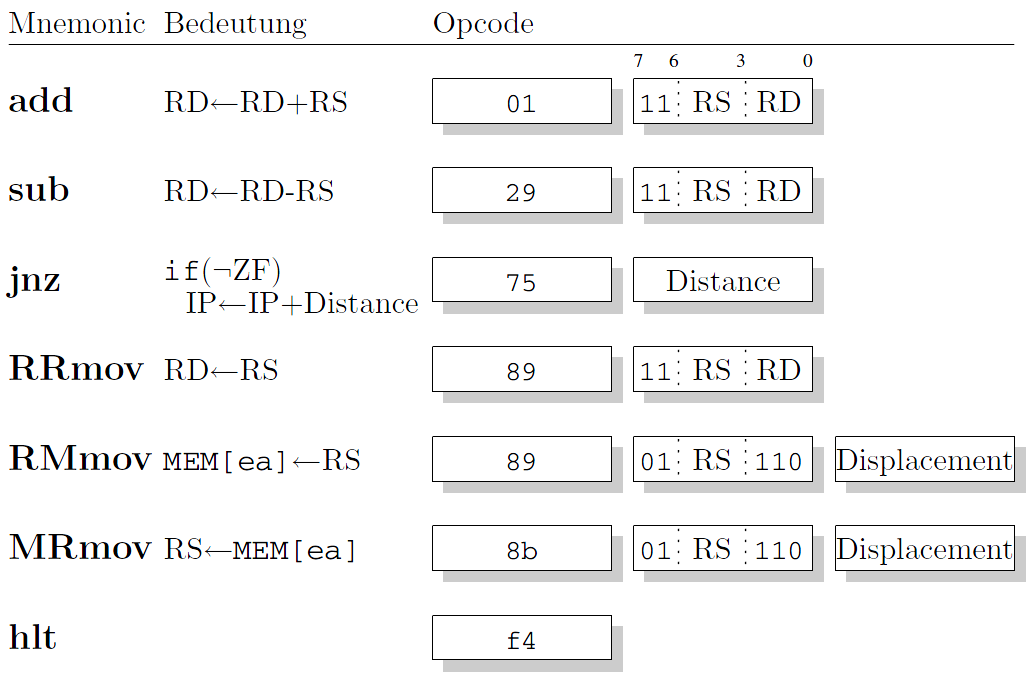 Mnemonic Bedeutung Opcode
7 6 3 0
add RD←RD+RS 01 11 RS RD
sub RD←RD-RS 29 11 RS RD
jnz if(¬ZF) 75 Distance
IP←IP+Distance
RRmov RD←RS 89 11 RS RD
RMmov MEM[ea]←RS 89 01 RS 110 Displacement
MRmov RS←MEM[ea] 8b 01 RS 110 Displacement
hlt f4